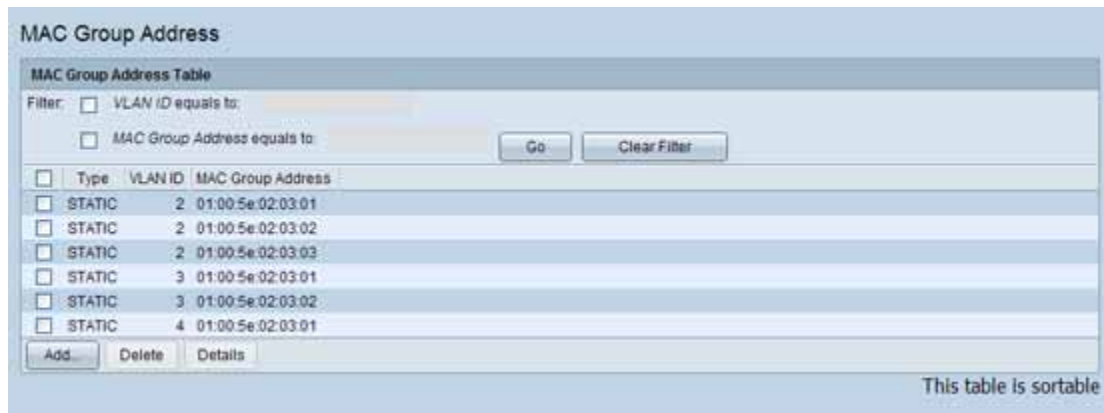 MAC Group Address
MAC Group Address Table
Filter: VLAN ID equals to:
MAC Group Address equals to: Go Clear Filter
Type VLAN ID MAC Group Address
STATIC 2 01:00:5e:02:03:01
STATIC 2 01:00:5e:02:03:02
STATIC 2 01:00:5e:02:03:03
STATIC 3 01:00:5e:02:03:01
STATIC 3 01:00:5e:02:03:02
STATIC 4 01:00:5e:02:03:01
Add... Delete Details
This table is sortable